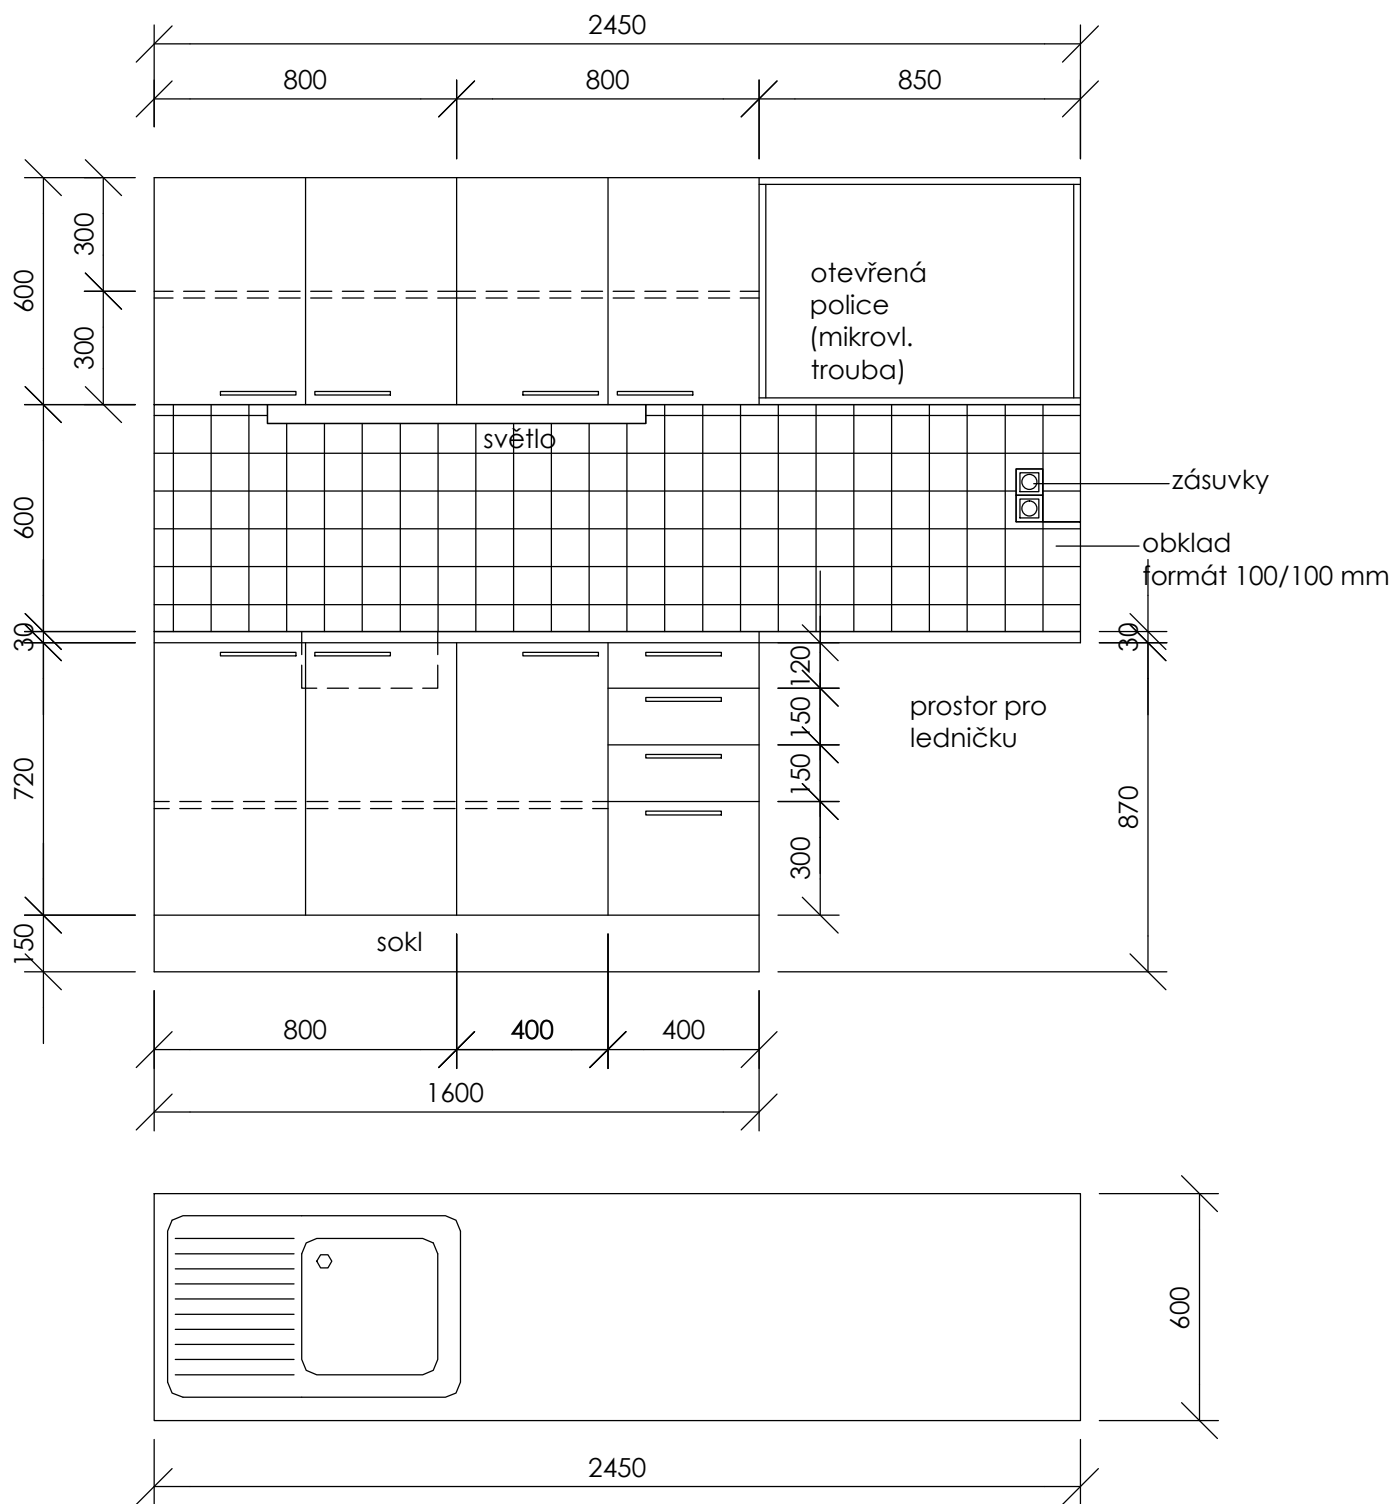 2450
800
800
850
300
600
300
otevřená
police
(mikrovl.
trouba)
světlo
zásuvky
600
obklad
formát 100/100 mm
30
30
120
150
prostor pro
ledničku
150
720
870
300
sokl
150
800
400
400
1600
600
2450